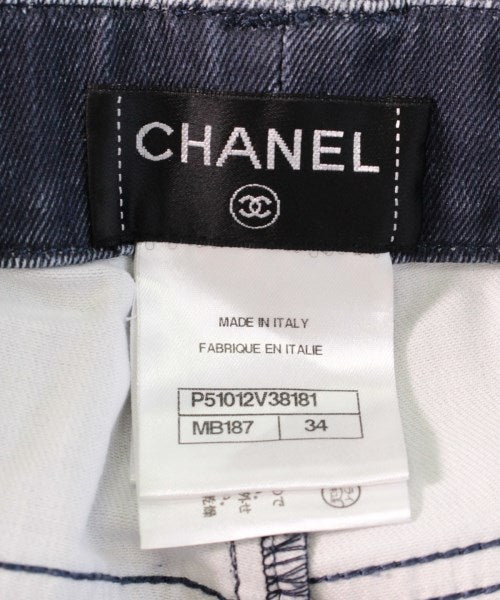 CHANEL
MADE IN ITALY
FABRIQUE EN ITALIE
P51012V38181
MB187 34